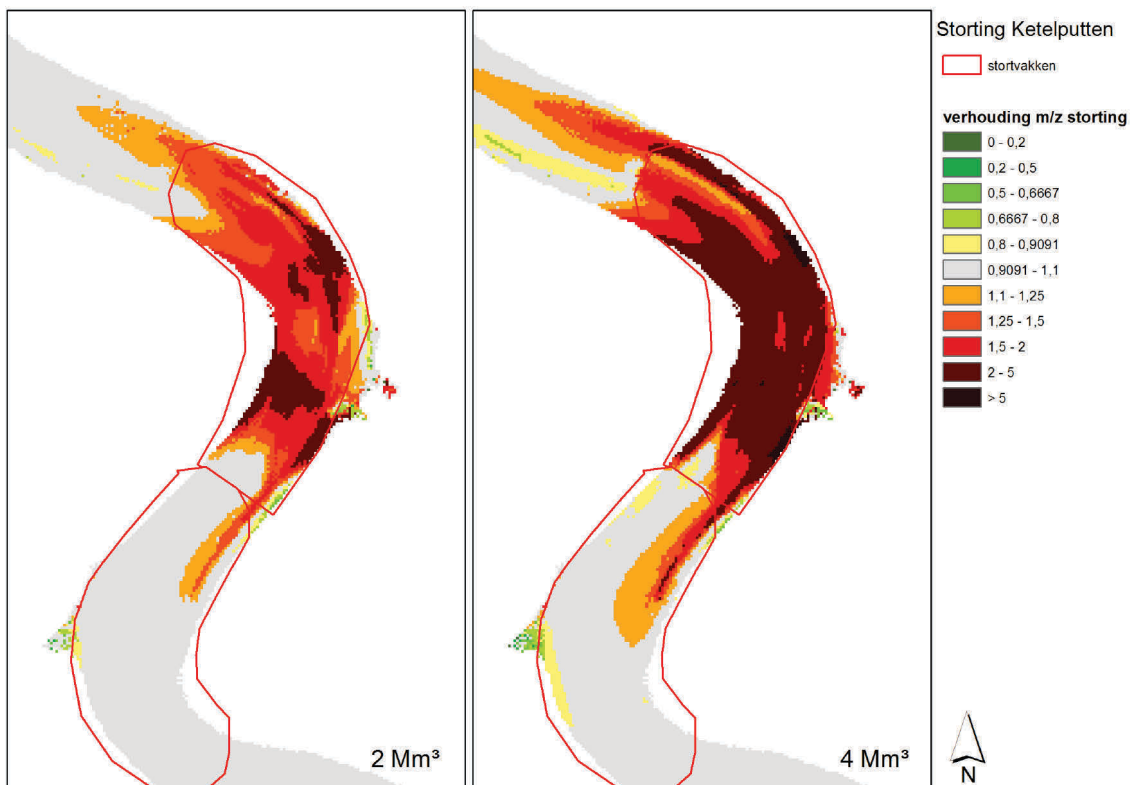 Storting Ketelputten
stortvakken
verhouding m/z storting
0 - 0,2
0,2 - 0,5
0,5 - 0,6667
0,6667 - 0,8
0,8 - 0,9091
0,9091 - 1,1
1,1 - 1,25
1,25 - 1,5
1,5 - 2
2 - 5
> 5
2 Mm³
4 Mm³
N